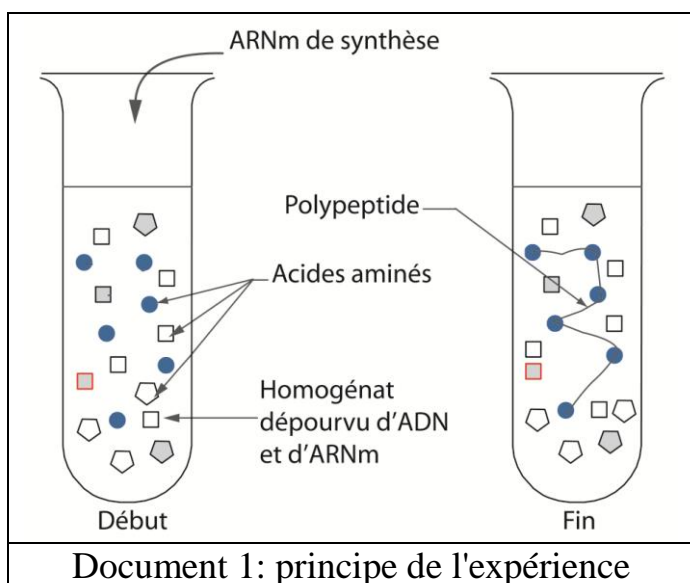 ARNm de synthèse
Polypeptide
Acides aminés
Homogénat
dépourvu d'ADN
et d'ARNm
Début
Fin
Document 1: principe de l'expérience